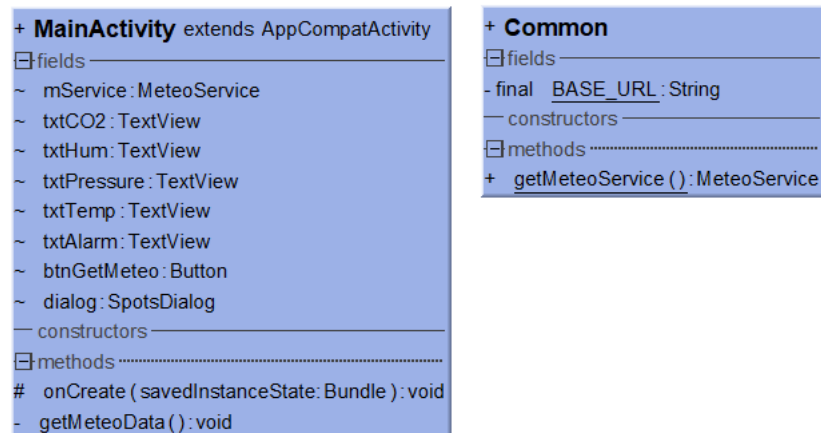 + MainActivity extends AppCompatActivity
fields
~ mService:MeteoService
~ txtCO2:TextView
~ txtHum:TextView
~ txtPressure:TextView
~ txtTemp:TextView
~ txtAlarm:TextView
~ btnGetMeteo:Button
~ dialog:SpotsDialog
constructors
methods
# onCreate ( savedInstanceState:Bundle ):void
- getMeteoData ():void
+ Common
fields
- final BASE_URL:String
constructors
methods
+ getMeteoService ():MeteoService